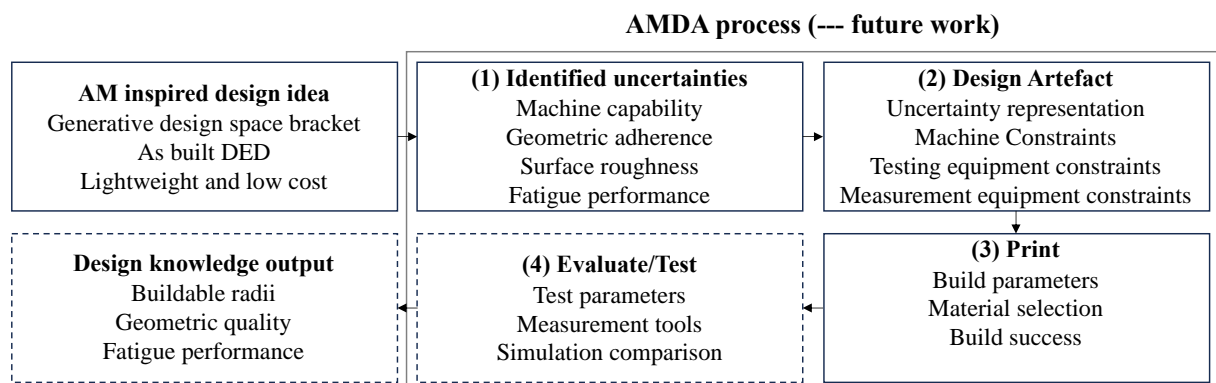 AMDA process (--- future work)
AM inspired design idea
Generative design space bracket
As built DED
Lightweight and low cost
(1) Identified uncertainties
Machine capability
Geometric adherence
Surface roughness
Fatigue performance
(2) Design Artefact
Uncertainty representation
Machine Constraints
Testing equipment constraints
Measurement equipment constraints
(3) Print
Build parameters
Material selection
Build success
(4) Evaluate/Test
Test parameters
Measurement tools
Simulation comparison
Design knowledge output
Buildable radii
Geometric quality
Fatigue performance